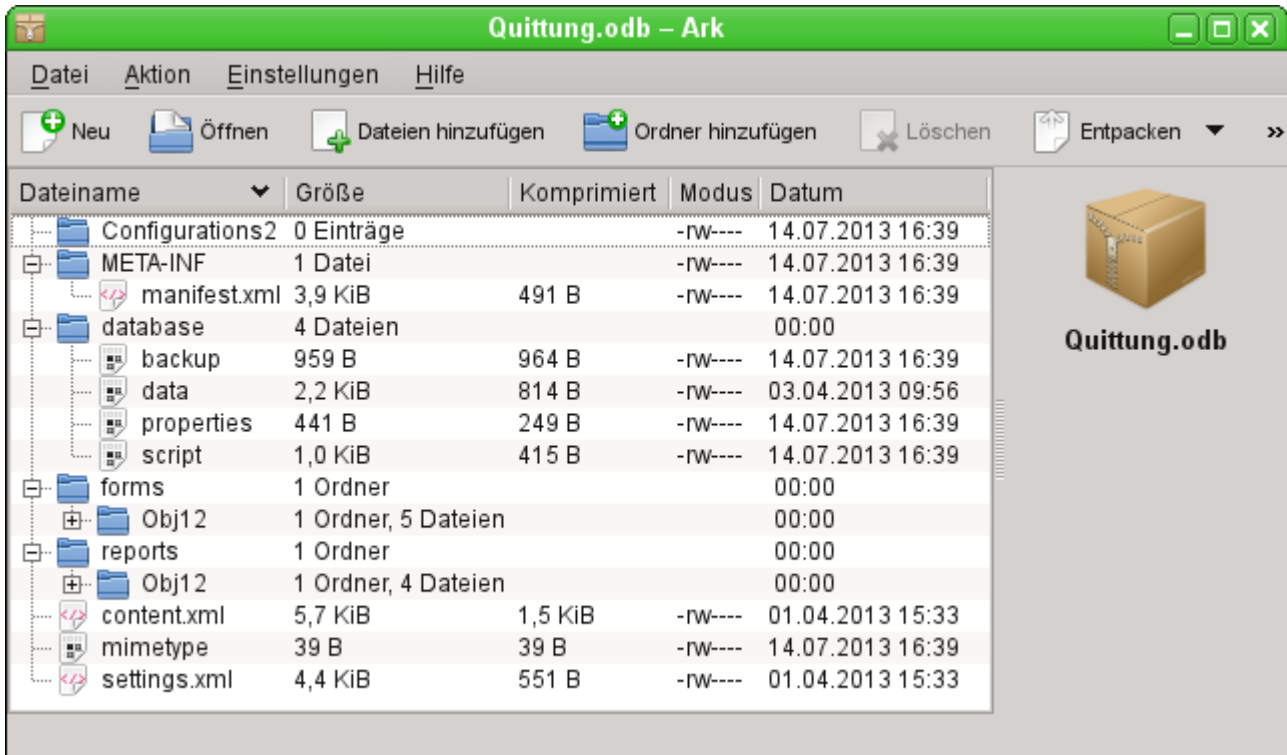 Quittung.odb – Ark
Datei Aktion Einstellungen Hilfe
Neu Öffnen Dateien hinzufügen Ordner hinzufügen Löschen Entpacken »
Dateiname Größe Komprimiert Modus Datum
Configurations2 0 Einträge -rw---- 14.07.2013 16:39
META-INF 1 Datei -rw---- 14.07.2013 16:39
manifest.xml 3,9 KiB 491 B -rw---- 14.07.2013 16:39
database 4 Dateien 00:00
backup 959 B 964 B -rw---- 14.07.2013 16:39
data 2,2 KiB 814 B -rw---- 03.04.2013 09:56
properties 441 B 249 B -rw---- 14.07.2013 16:39
script 1,0 KiB 415 B -rw---- 14.07.2013 16:39
forms 1 Ordner 00:00
Obj12 1 Ordner, 5 Dateien 00:00
reports 1 Ordner 00:00
Obj12 1 Ordner, 4 Dateien 00:00
content.xml 5,7 KiB 1,5 KiB -rw---- 01.04.2013 15:33
mimetype 39 B 39 B -rw---- 14.07.2013 16:39
settings.xml 4,4 KiB 551 B -rw---- 01.04.2013 15:33
Quittung.odb